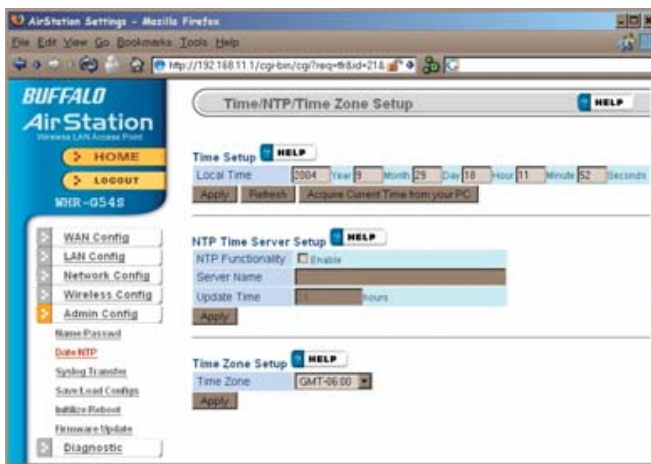 AirStation Settings - Mozilla Firefox
File Edit View Go Bookmarks Tools Help
http://192.168.11.1/cgi-bin/cgi?req=fr&id=21&
BUFFALO
AirStation
Wireless LAN Access Point
HOME
LOGOUT
WHR-G54S
WAN Config
LAN Config
Network Config
Wireless Config
Admin Config
Name Passwd
Date NTP
Syslog Transfer
Save Load Configs
Initilize Reboot
Firmware Update
Diagnostic
Time/NTP/Time Zone Setup HELP
Time Setup HELP
Local Time 2004 Year 9 Month 29 Day 18 Hour 11 Minute 52 Seconds
Apply Refresh Acquire Current Time from your PC
NTP Time Server Setup HELP
NTP Functionality Enable
Server Name
Update Time 24 hours
Apply
Time Zone Setup HELP
Time Zone GMT-06:00
Apply